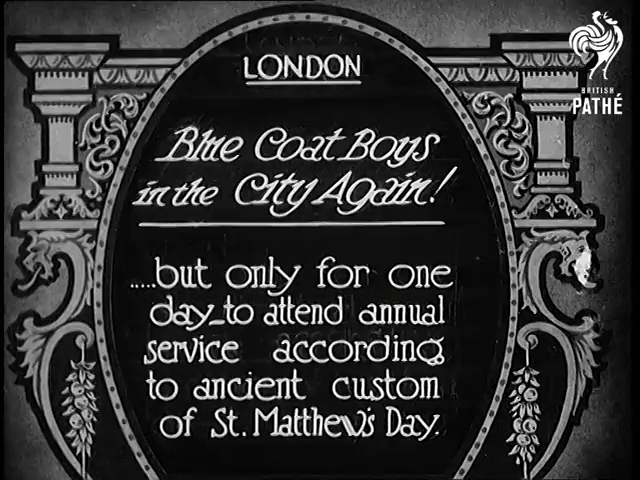 LONDON
Blue Coat Boys
in the City Again!
.....but only for one
day_to attend annual
service according
to ancient custom
of St. Matthew's Day.
BRITISH
PATHÉ